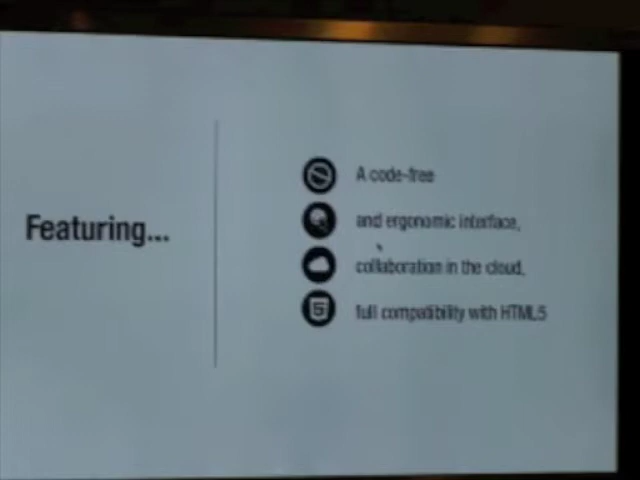 Featuring...
A code-free
and ergonomic interface,
collaboration in the cloud,
full compatibility with HTML5